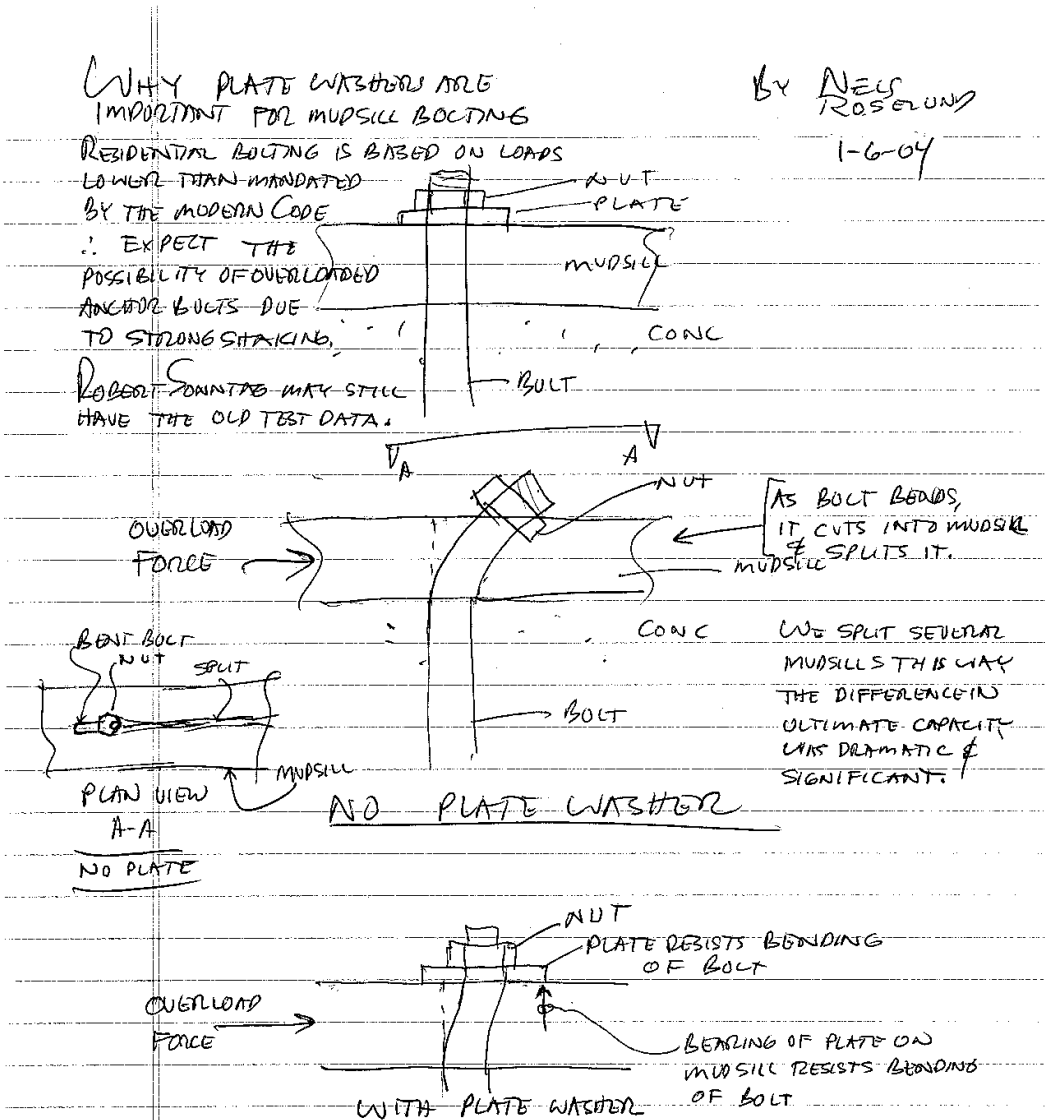 WHY PLATE WASHERS ARE
IMPORTANT FOR MUDSILL BOLTING
BY NELS
ROSELUND
1-6-04
RESIDENTIAL BOLTING IS BASED ON LOADS
LOWER THAN MANDATED
BY THE MODERN CODE
∴ EXPECT THE
POSSIBILITY OF OVERLOADED
ANCHOR BOLTS DUE
TO STRONG SHAKING.
ROBERT SONNTAG MAY STILL
HAVE THE OLD TEST DATA.
NUT
PLATE
MUDSILL
CONC
BOLT
A
A
NUT
OVERLOAD
FORCE
AS BOLT BENDS,
IT CUTS INTO MUDSILL
& SPLITS IT.
MUDSILL
CONC
BOLT
WE SPLIT SEVERAL
MUDSILLS THIS WAY
THE DIFFERENCE IN
ULTIMATE CAPACITY
WAS DRAMATIC &
SIGNIFICANT.
BENT BOLT
NUT
SPLIT
MUDSILL
PLAN VIEW
A-A
NO PLATE
NO PLATE WASHER
NUT
PLATE RESISTS BENDING
OF BOLT
OVERLOAD
FORCE
BEARING OF PLATE ON
MUDSILL RESISTS BENDING
OF BOLT
WITH PLATE WASHER